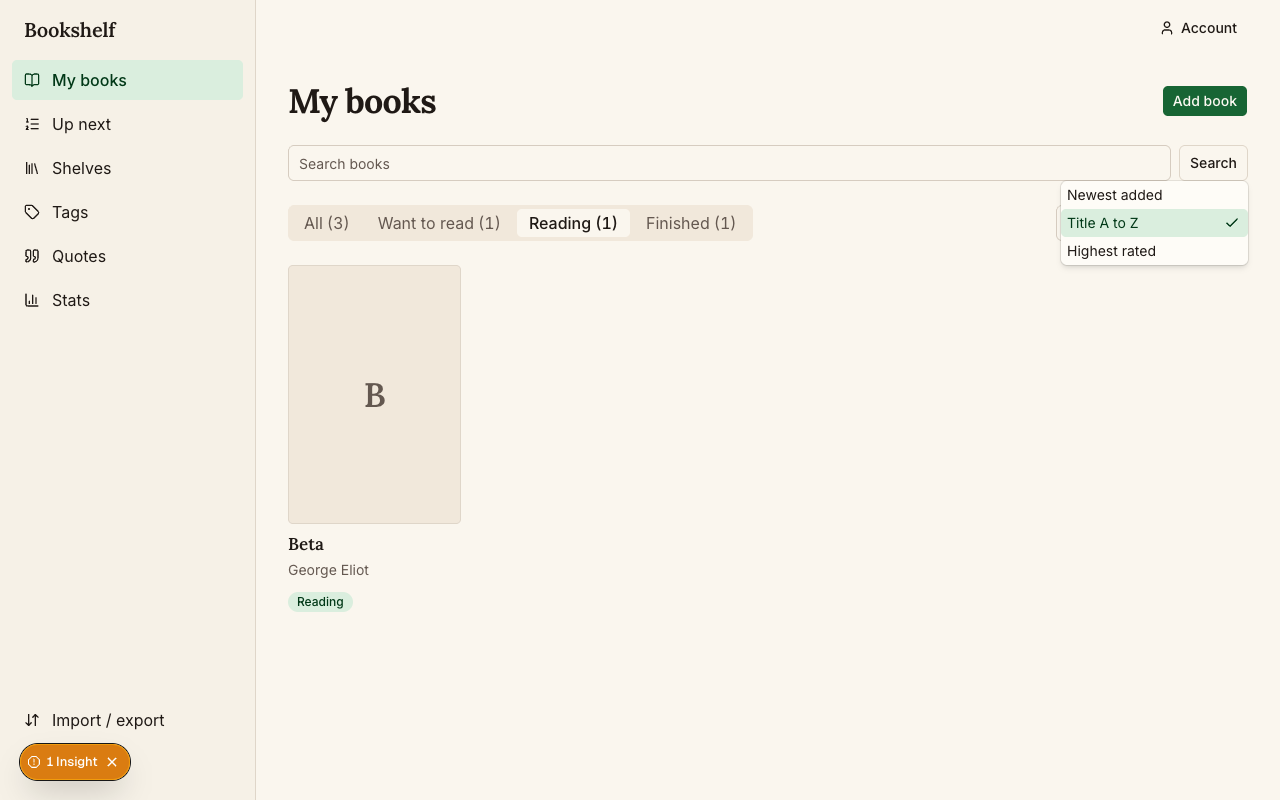 Bookshelf
Account
My books
Up next
Shelves
Tags
Quotes
Stats
Import / export
1 Insight
My books
Add book
Search books
Search
All (3)
Want to read (1)
Reading (1)
Finished (1)
Newest added
Title A to Z
Highest rated
B
Beta
George Eliot
Reading